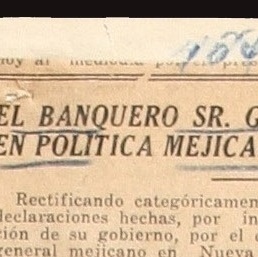 EL BANQUERO SR. G
EN POLITICA MEJICA
Rectificando categóricamen
declaraciones hechas, por in
ción de su gobierno, por el
general mejicano en Nueva